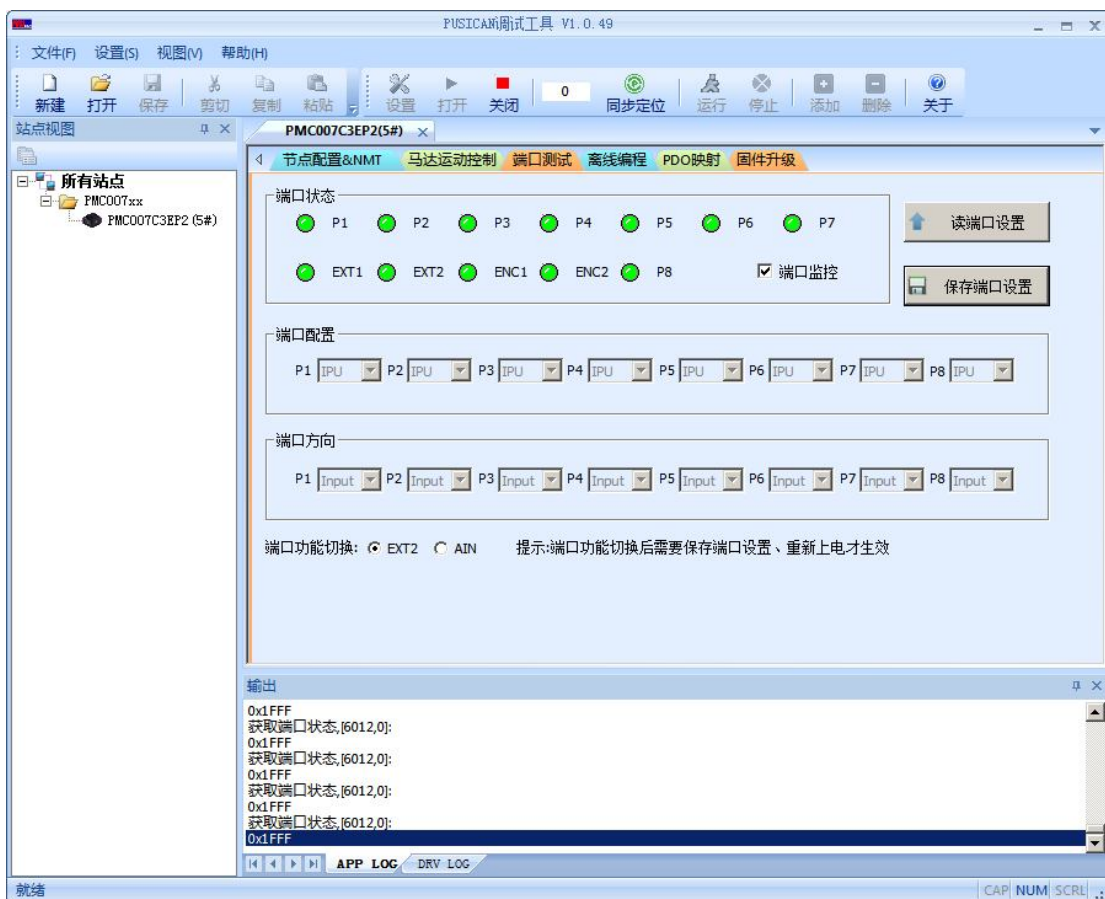 PUSICAN调试工具 V1.0.49
文件(F) 设置(S) 视图(V) 帮助(H)
新建 打开 保存 剪切 复制 粘贴 设置 打开 关闭 0 同步定位 运行 停止 添加 删除 关于
站点视图
PMC007C3EP2(5#)
节点配置&NMT 马达运动控制 端口测试 离线编程 PDO映射 固件升级
所有站点
PMC007xx
PMC007C3EP2 (5#)
端口状态
P1 P2 P3 P4 P5 P6 P7
EXT1 EXT2 ENC1 ENC2 P8 端口监控
读端口设置
保存端口设置
端口配置
P1 IPU P2 IPU P3 IPU P4 IPU P5 IPU P6 IPU P7 IPU P8 IPU
端口方向
P1 Input P2 Input P3 Input P4 Input P5 Input P6 Input P7 Input P8 Input
端口功能切换: EXT2 AIN 提示:端口功能切换后需要保存端口设置、重新上电才生效
输出
0x1FFF
获取端口状态,[6012,0]:
0x1FFF
获取端口状态,[6012,0]:
0x1FFF
获取端口状态,[6012,0]:
0x1FFF
获取端口状态,[6012,0]:
0x1FFF
APP LOG DRV LOG
就绪 CAP NUM SCRL